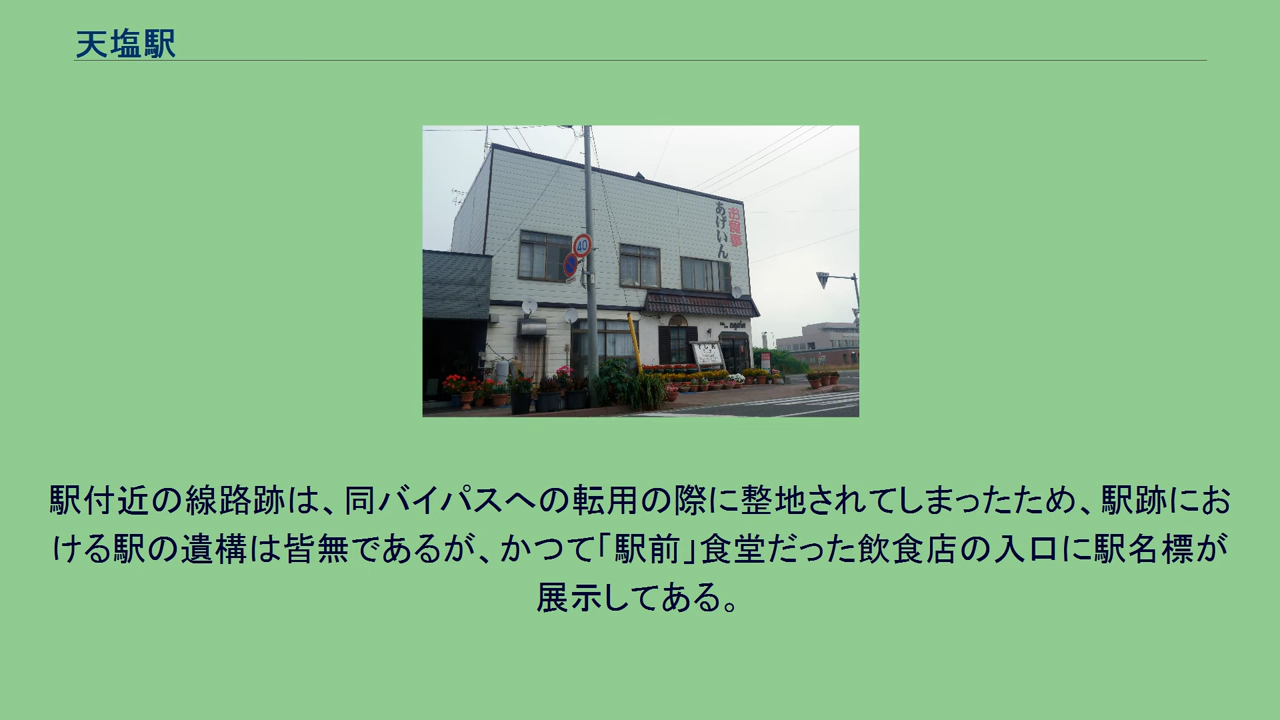 天塩駅
お食事
あげいん
40
駅付近の線路跡は、同バイパスへの転用の際に整地されてしまったため、駅跡にお
ける駅の遺構は皆無であるが、かつて「駅前」食堂だった飲食店の入口に駅名標が
展示してある。